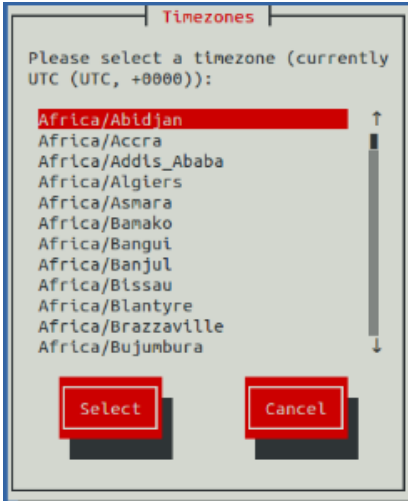 Timezones
Please select a timezone (currently
UTC (UTC, +0000)):
Africa/Abidjan
Africa/Accra
Africa/Addis_Ababa
Africa/Algiers
Africa/Asmara
Africa/Bamako
Africa/Bangui
Africa/Banjul
Africa/Bissau
Africa/Blantyre
Africa/Brazzaville
Africa/Bujumbura
Select Cancel